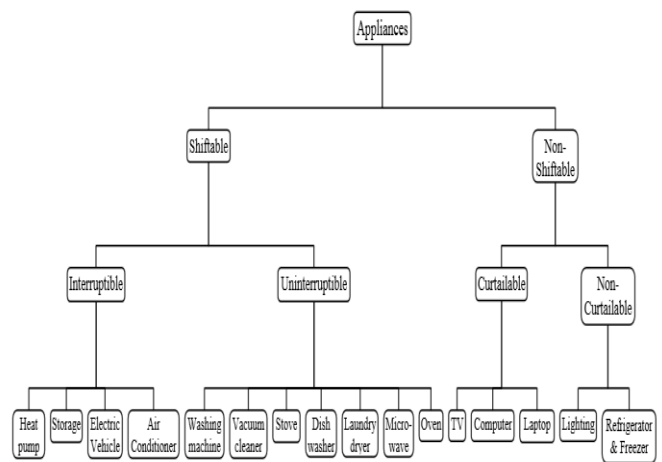 Appliances
Shiftable
Non-
Shiftable
Interruptible
Uninterruptible
Curtailable
Non-
Curtailable
Heat
pump
Storage
Electric
Vehicle
Air
Conditioner
Washing
machine
Vacuum
cleaner
Stove
Dish
washer
Laundry
dryer
Micro-
wave
Oven
TV
Computer
Laptop
Lighting
Refrigerator
& Freezer